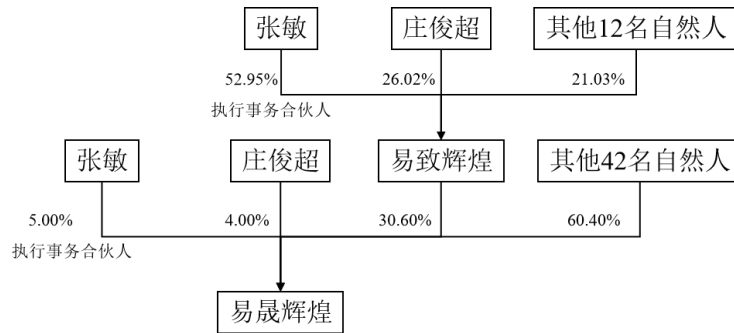 张敏
庄俊超
其他12名自然人
52.95%
26.02%
21.03%
执行事务合伙人
张敏
庄俊超
易致辉煌
其他42名自然人
5.00%
4.00%
30.60%
60.40%
执行事务合伙人
易晟辉煌